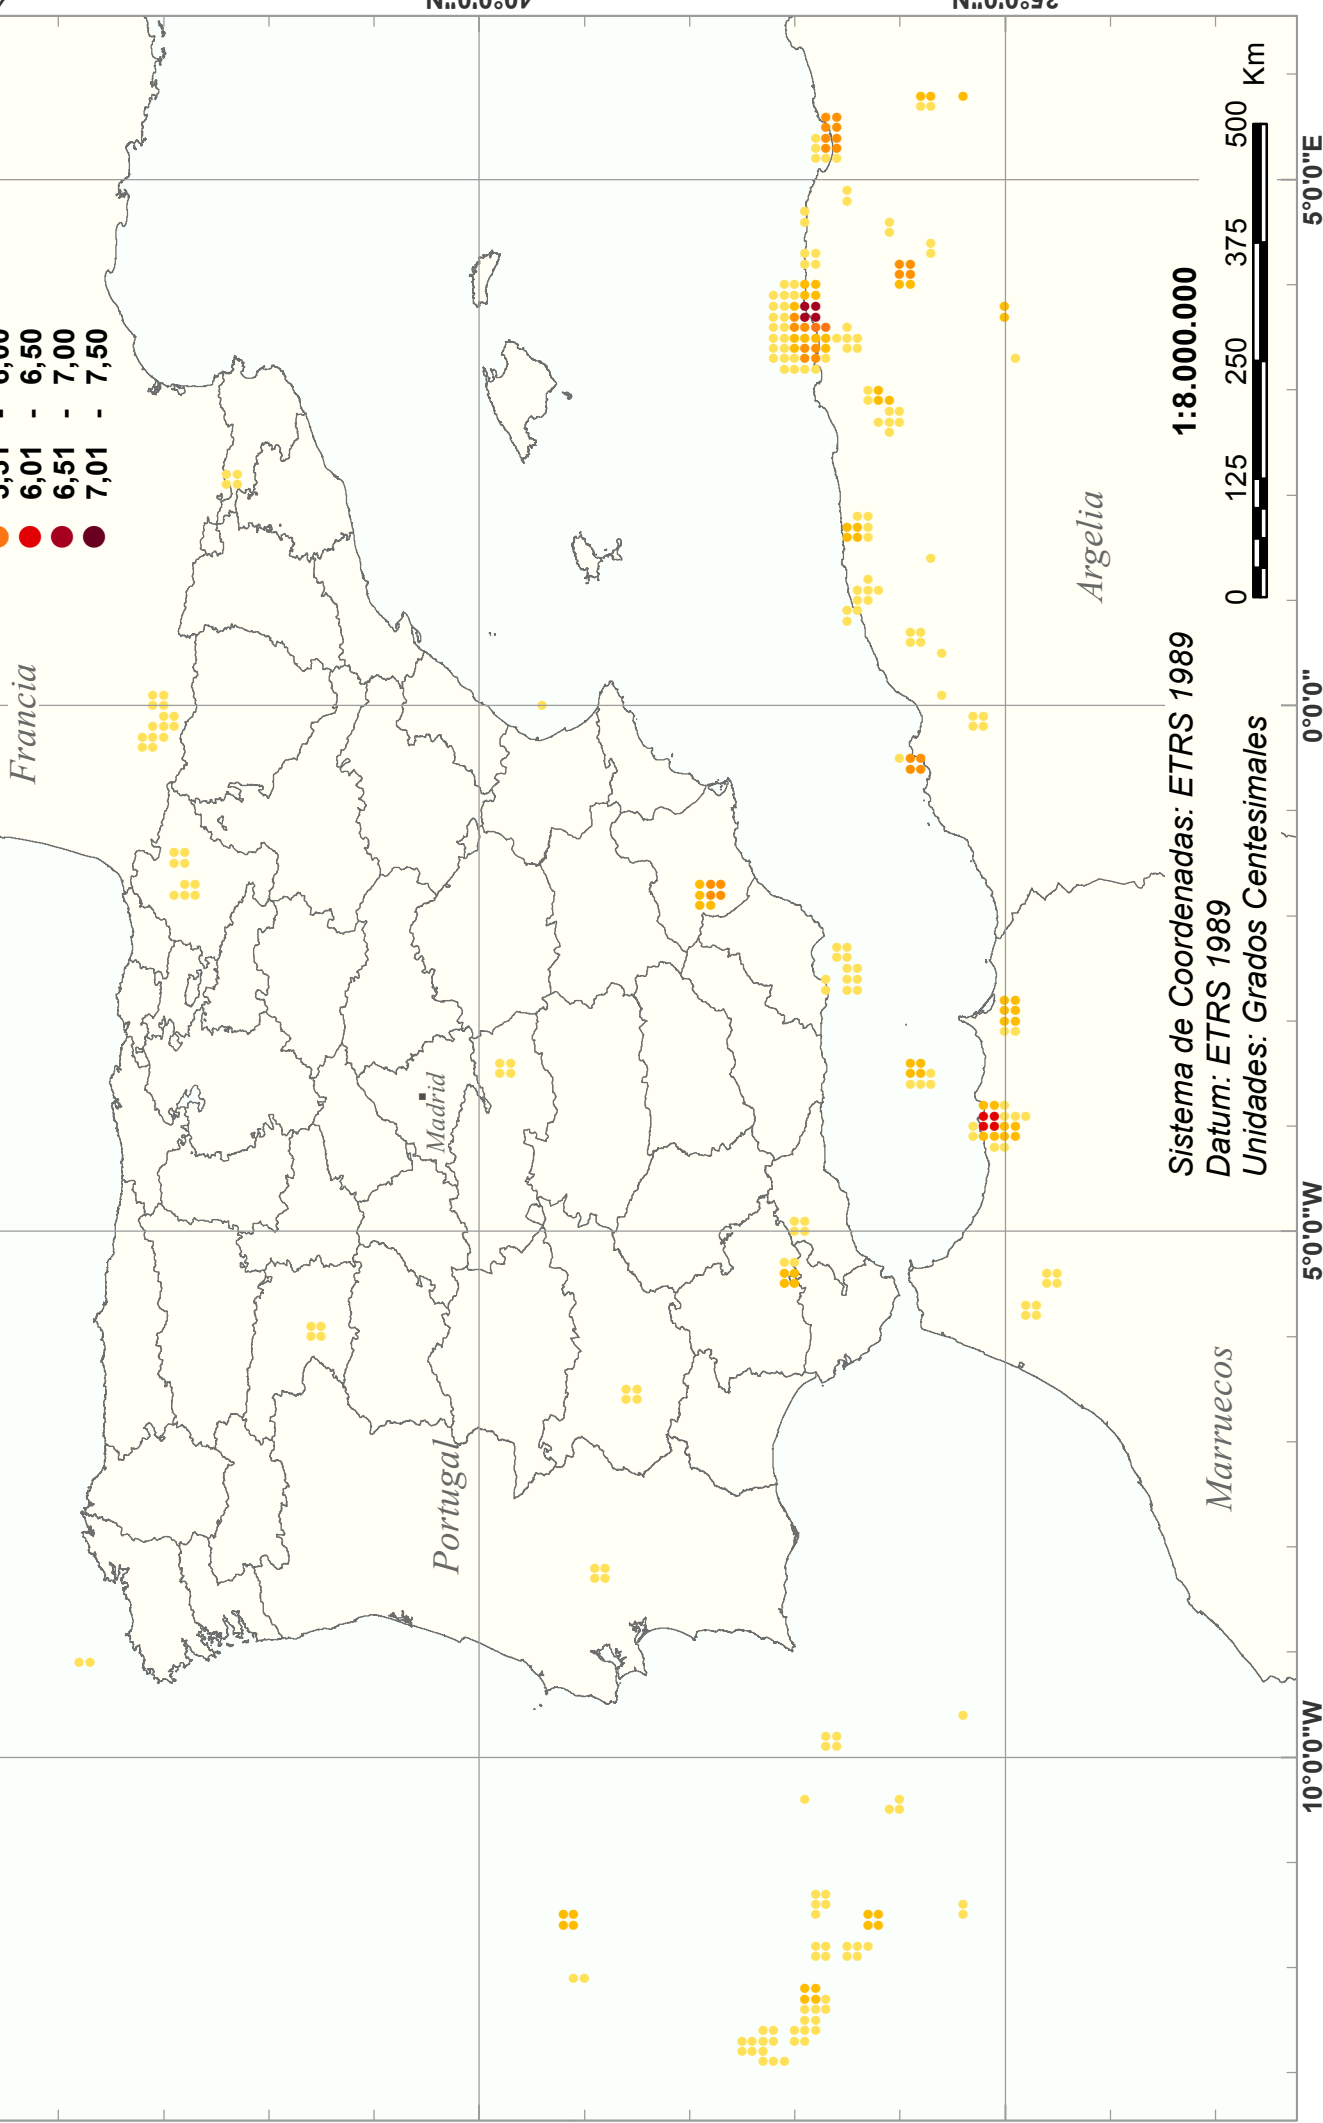 6,01 - 6,50
6,51 - 7,00
7,01 - 7,50
Francia
Madrid
Portugal
Argelia
Marruecos
1:8.000.000
0 125 250 375 500 Km
Sistema de Coordenadas: ETRS 1989
Datum: ETRS 1989
Unidades: Grados Centesimales
10°0'0"W
5°0'0"W
0°0'0"
5°0'0"E
40°0'0"N
35°0'0"N